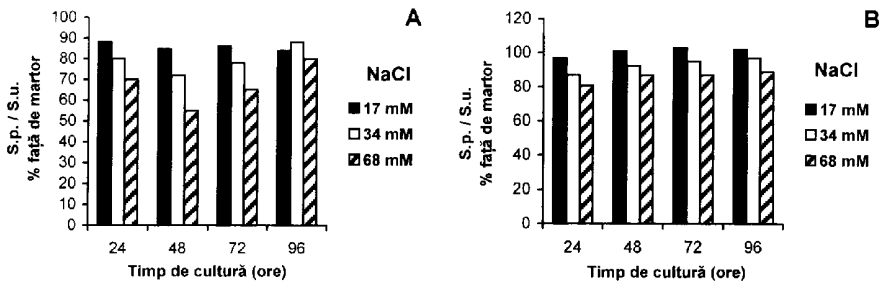 A
S.p. / S.u.
% față de martor
100
90
80
70
60
50
40
30
20
10
0
24 48 72 96
Timp de cultură (ore)
NaCl
17 mM
34 mM
68 mM
B
S.p. / S.u.
% față de martor
120
100
80
60
40
20
0
24 48 72 96
Timp de cultură (ore)
NaCl
17 mM
34 mM
68 mM